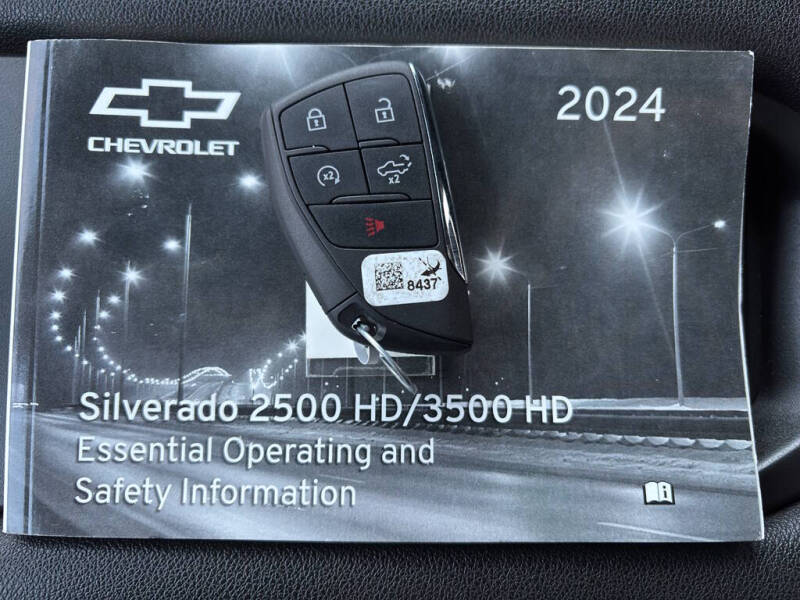 CHEVROLET
2024
x2
x2
8437
Silverado 2500 HD/3500 HD
Essential Operating and
Safety Information
i